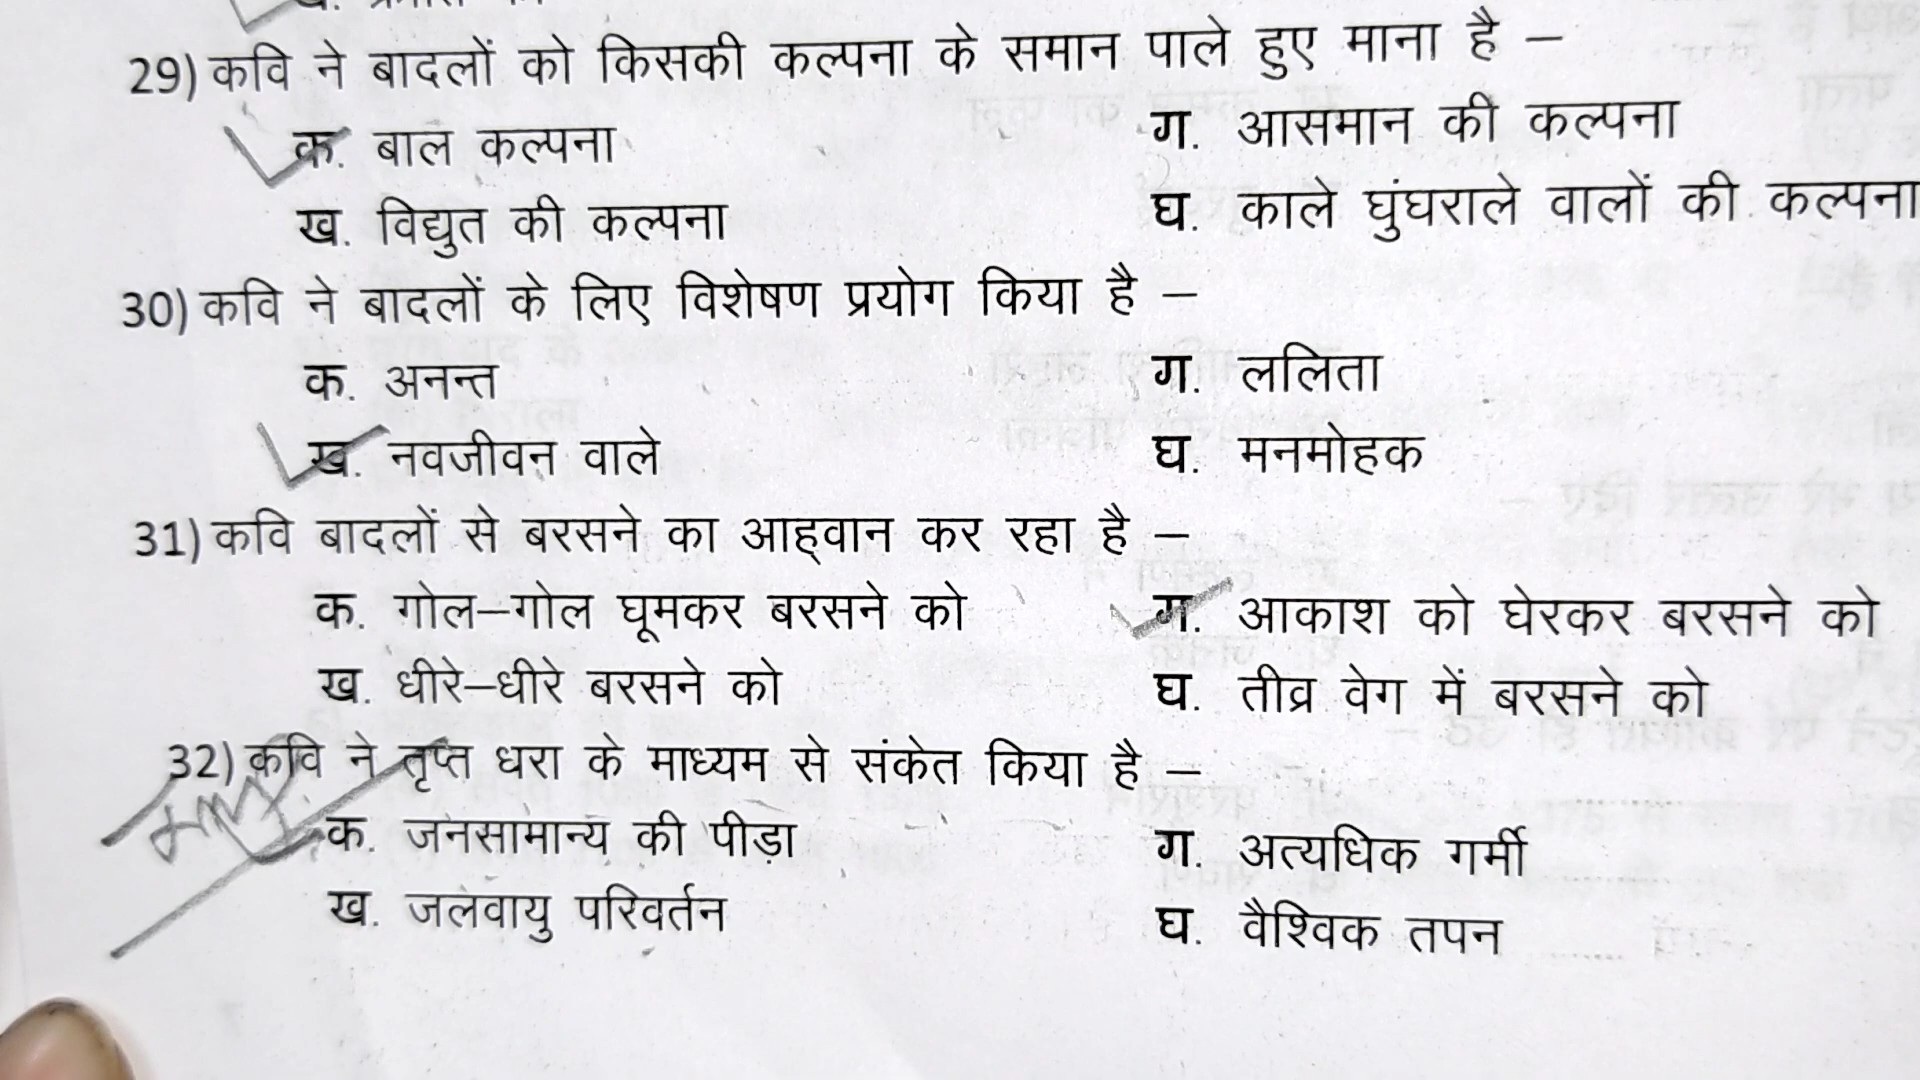 29) कवि ने बादलों को किसकी कल्पना के समान पाले हुए माना है –
क. बाल कल्पना
ग. आसमान की कल्पना
ख. विद्युत की कल्पना
घ. काले घुंघराले वालों की कल्पना
30) कवि ने बादलों के लिए विशेषण प्रयोग किया है –
क. अनन्त
ग. ललिता
ख. नवजीवन वाले
घ. मनमोहक
31) कवि बादलों से बरसने का आह्वान कर रहा है –
क. गोल–गोल घूमकर बरसने को
ग. आकाश को घेरकर बरसने को
ख. धीरे–धीरे बरसने को
घ. तीव्र वेग में बरसने को
32) कवि ने तृप्त धरा के माध्यम से संकेत किया है –
क. जनसामान्य की पीड़ा
ग. अत्यधिक गर्मी
ख. जलवायु परिवर्तन
घ. वैश्विक तपन